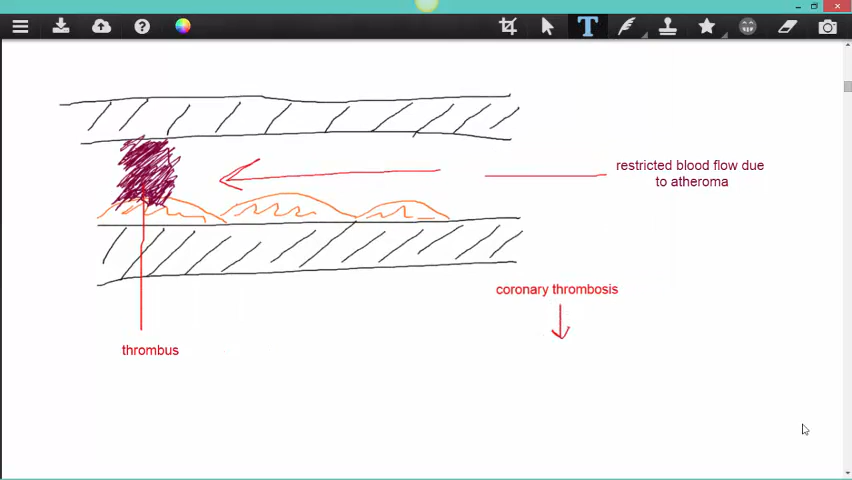 restricted blood flow due
to atheroma
coronary thrombosis
thrombus